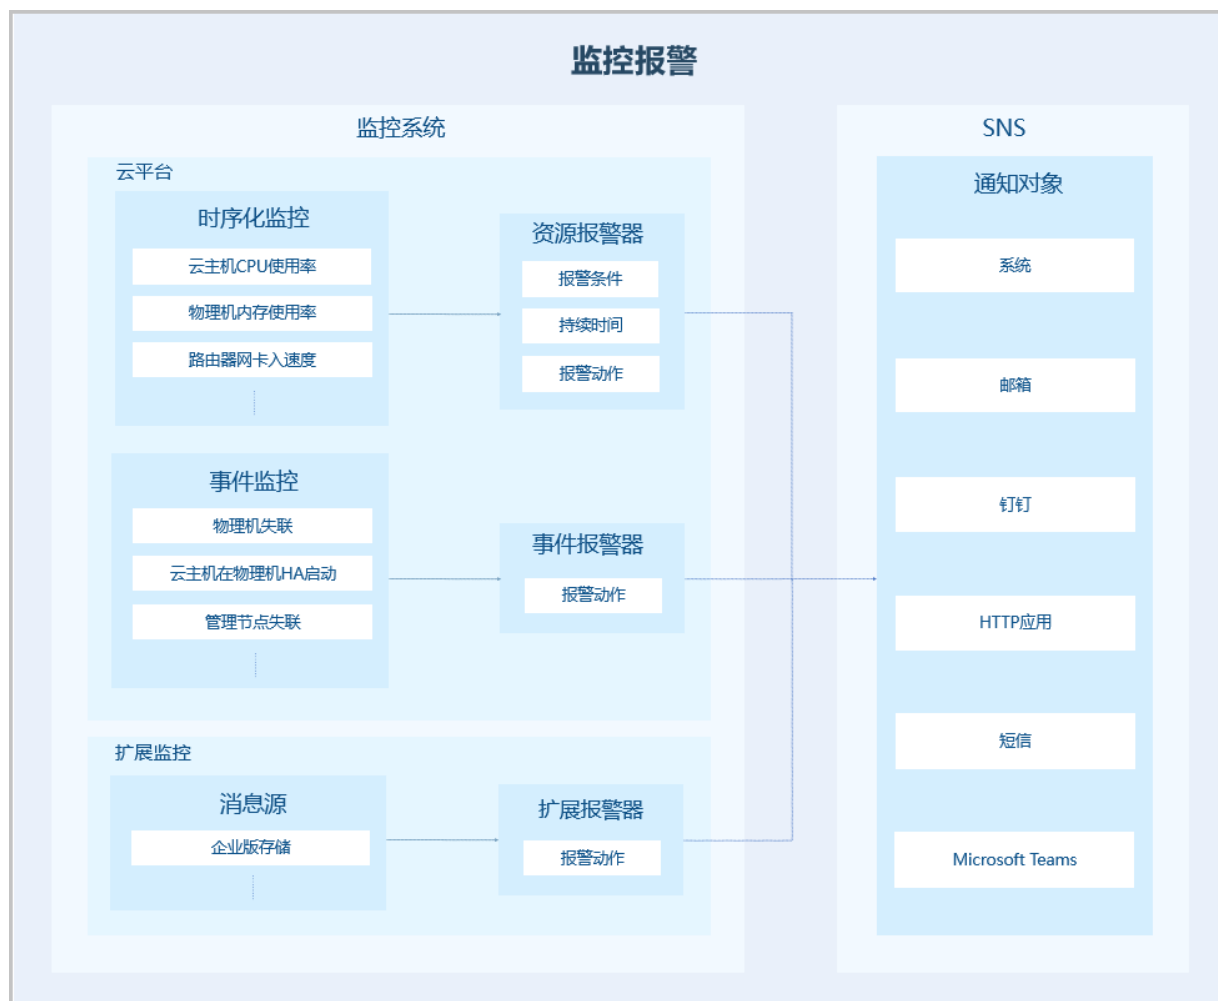 监控报警
监控系统
云平台
时序化监控
云主机CPU使用率
物理机内存使用率
路由器网卡入速度
资源报警器
报警条件
持续时间
报警动作
事件监控
物理机失联
云主机在物理机HA启动
管理节点失联
事件报警器
报警动作
扩展监控
消息源
企业版存储
扩展报警器
报警动作
SNS
通知对象
系统
邮箱
钉钉
HTTP应用
短信
Microsoft Teams